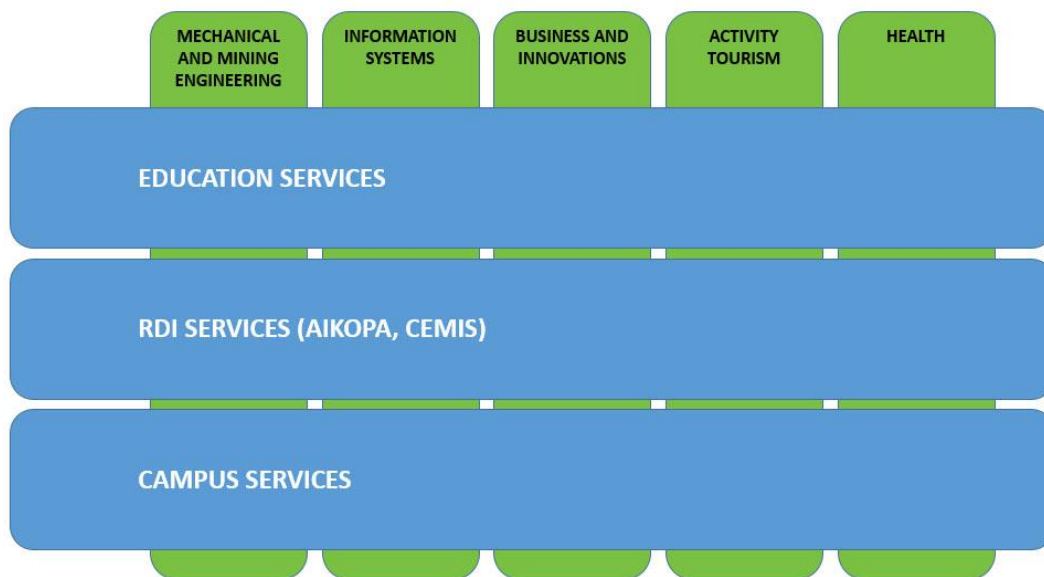 MECHANICAL
AND MINING
ENGINEERING
INFORMATION
SYSTEMS
BUSINESS AND
INNOVATIONS
ACTIVITY
TOURISM
HEALTH
EDUCATION SERVICES
RDI SERVICES (AIKOPA, CEMIS)
CAMPUS SERVICES